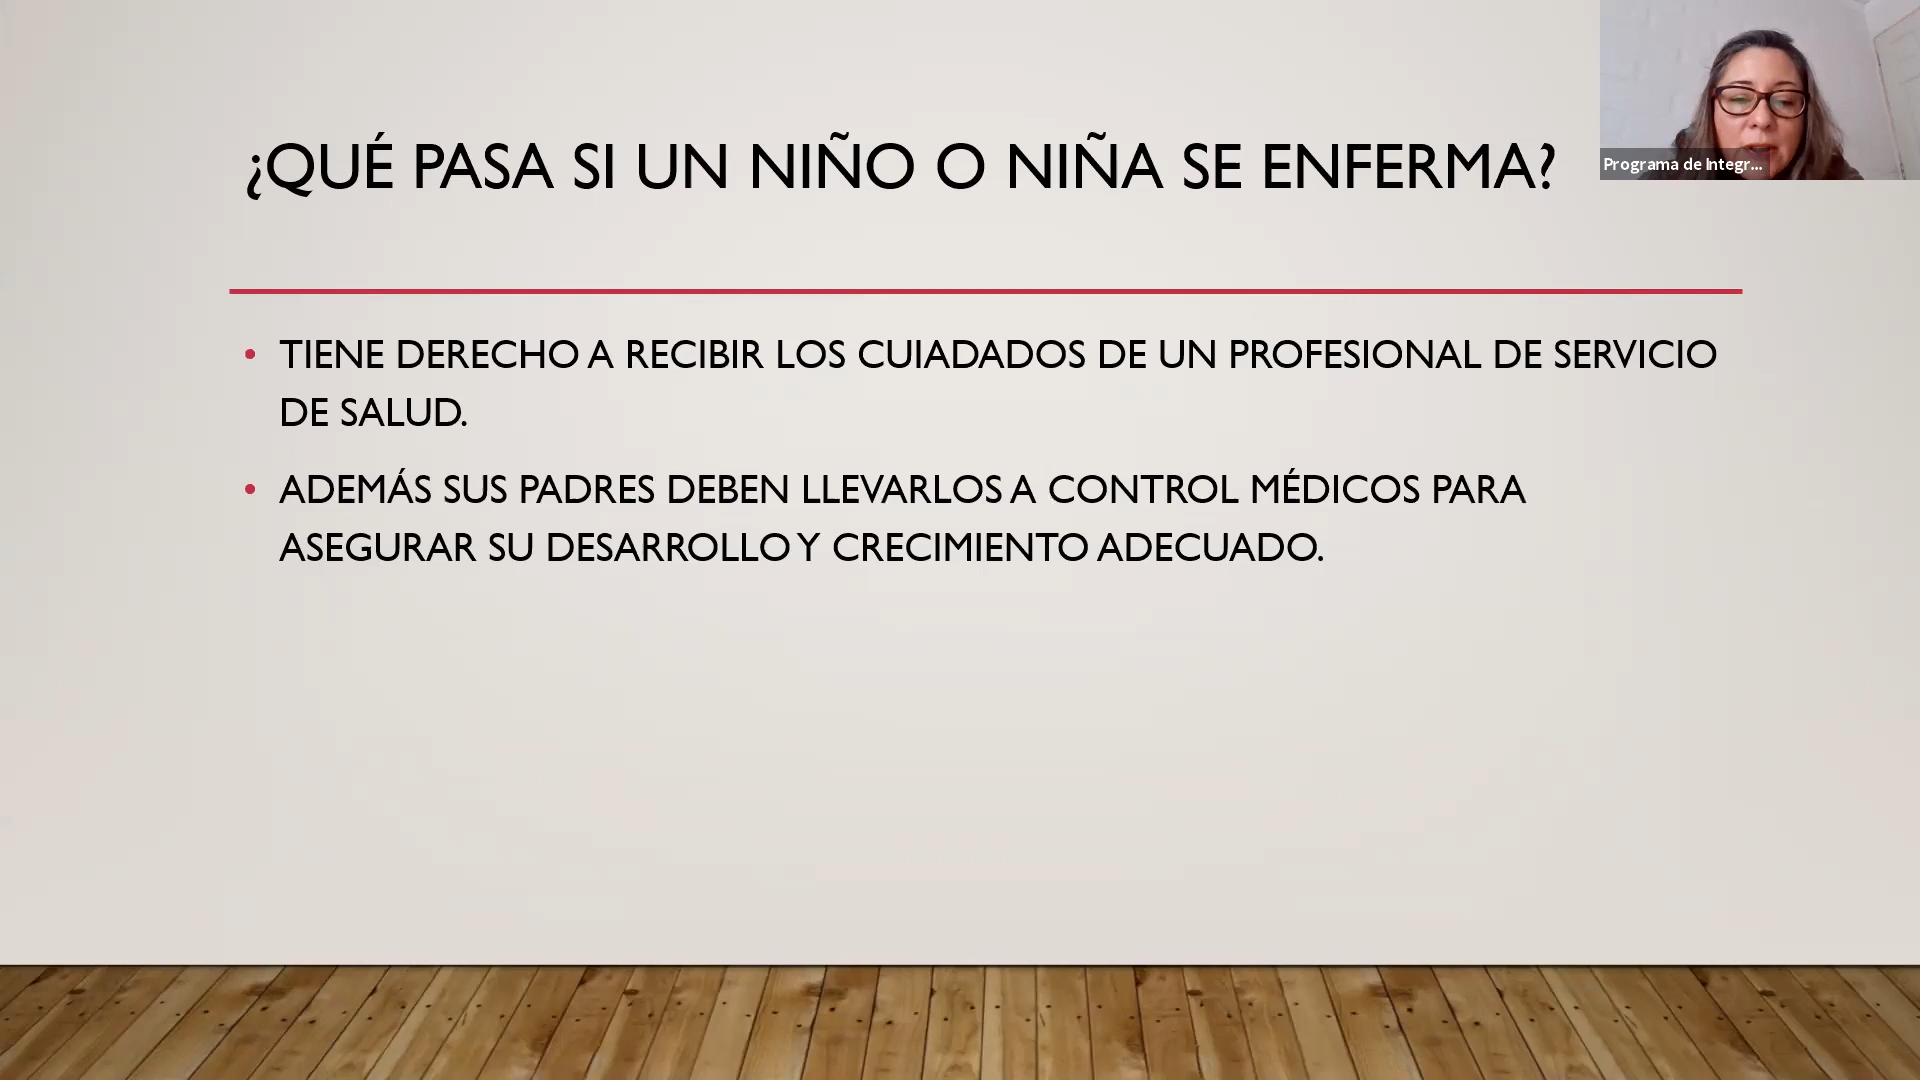 ¿QUÉ PASA SI UN NIÑO O NIÑA SE ENFERMA?
Programa de Integr...
• TIENE DERECHO A RECIBIR LOS CUIADADOS DE UN PROFESIONAL DE SERVICIO
DE SALUD.
• ADEMÁS SUS PADRES DEBEN LLEVARLOS A CONTROL MÉDICOS PARA
ASEGURAR SU DESARROLLO Y CRECIMIENTO ADECUADO.